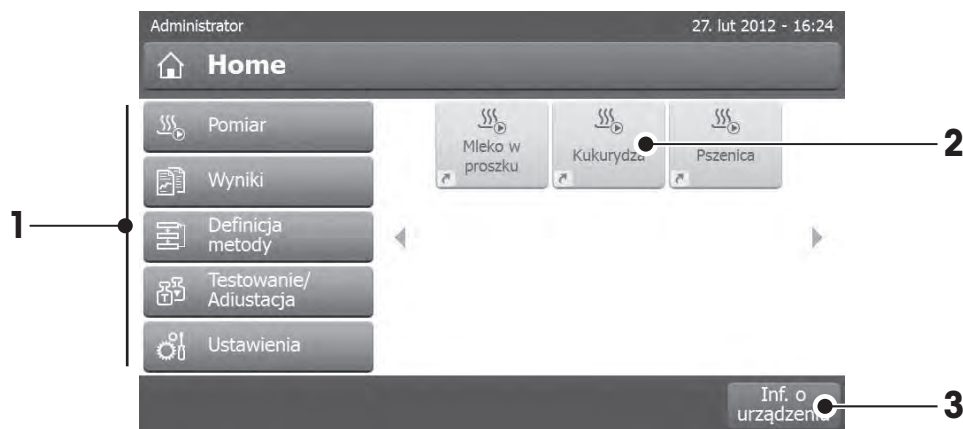 Administrator
27. lut 2012 - 16:24
Home
Pomiar
Wyniki
Definicja
metody
Testowanie/
Adiustacja
Ustawienia
Mleko w
proszku
Kukurydza
Pszenica
Inf. o
urządzeniu
1
2
3